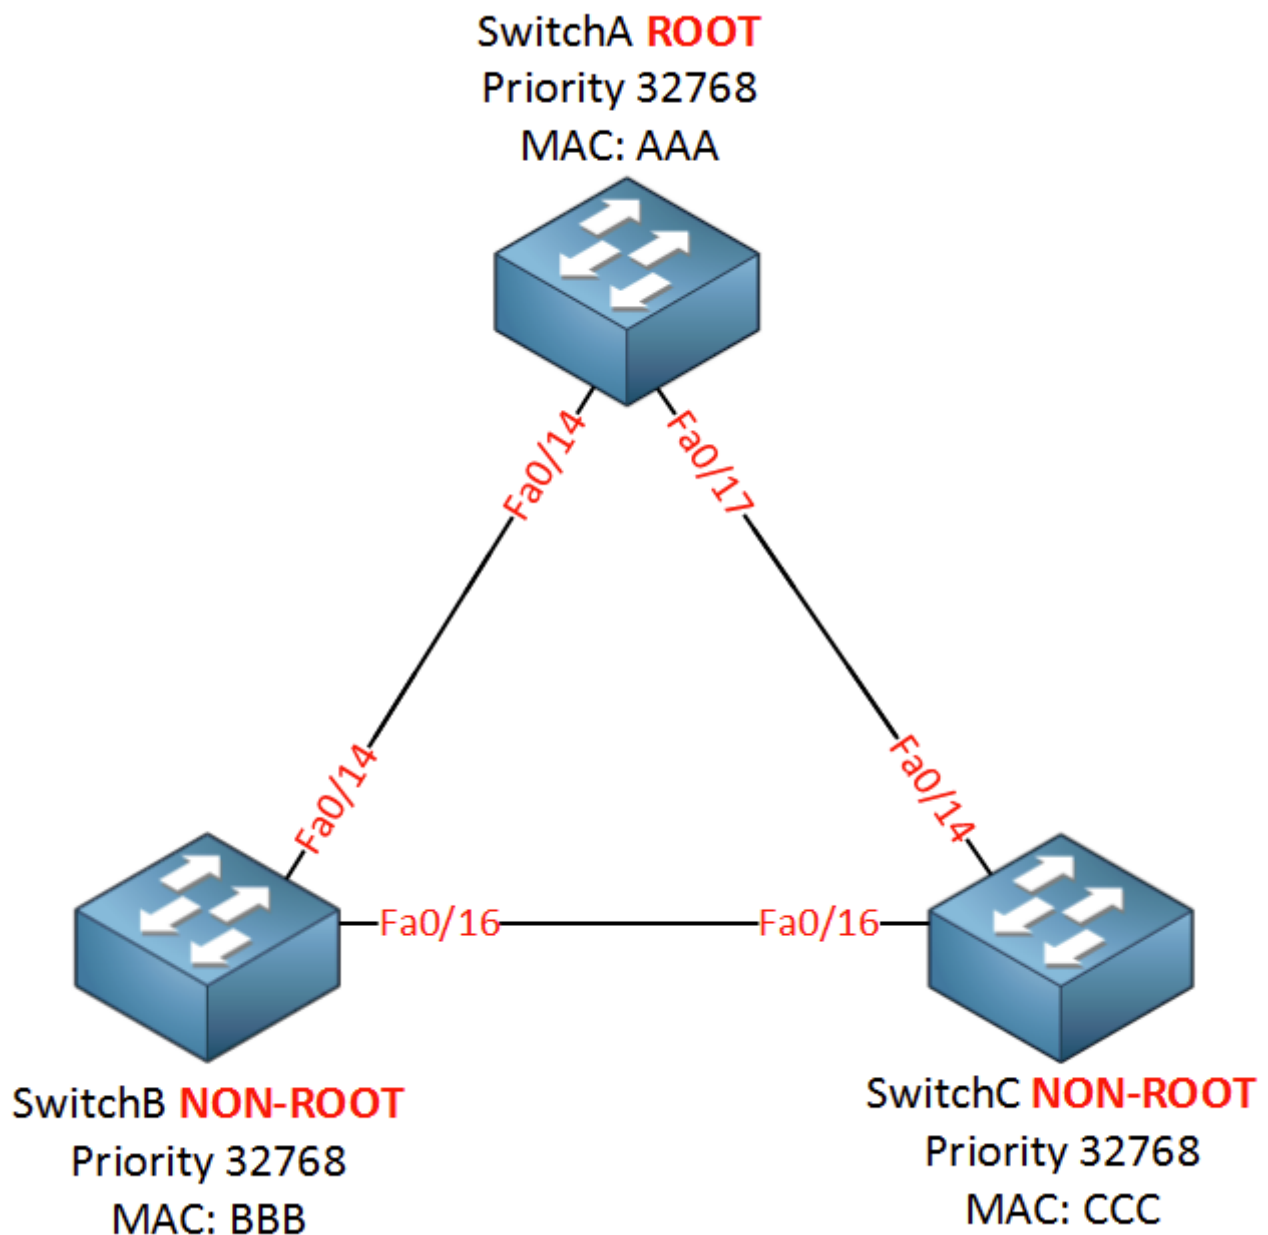 SwitchA ROOT
Priority 32768
MAC: AAA
Fa0/14
Fa0/17
Fa0/14
Fa0/14
Fa0/16
Fa0/16
SwitchB NON-ROOT
Priority 32768
MAC: BBB
SwitchC NON-ROOT
Priority 32768
MAC: CCC